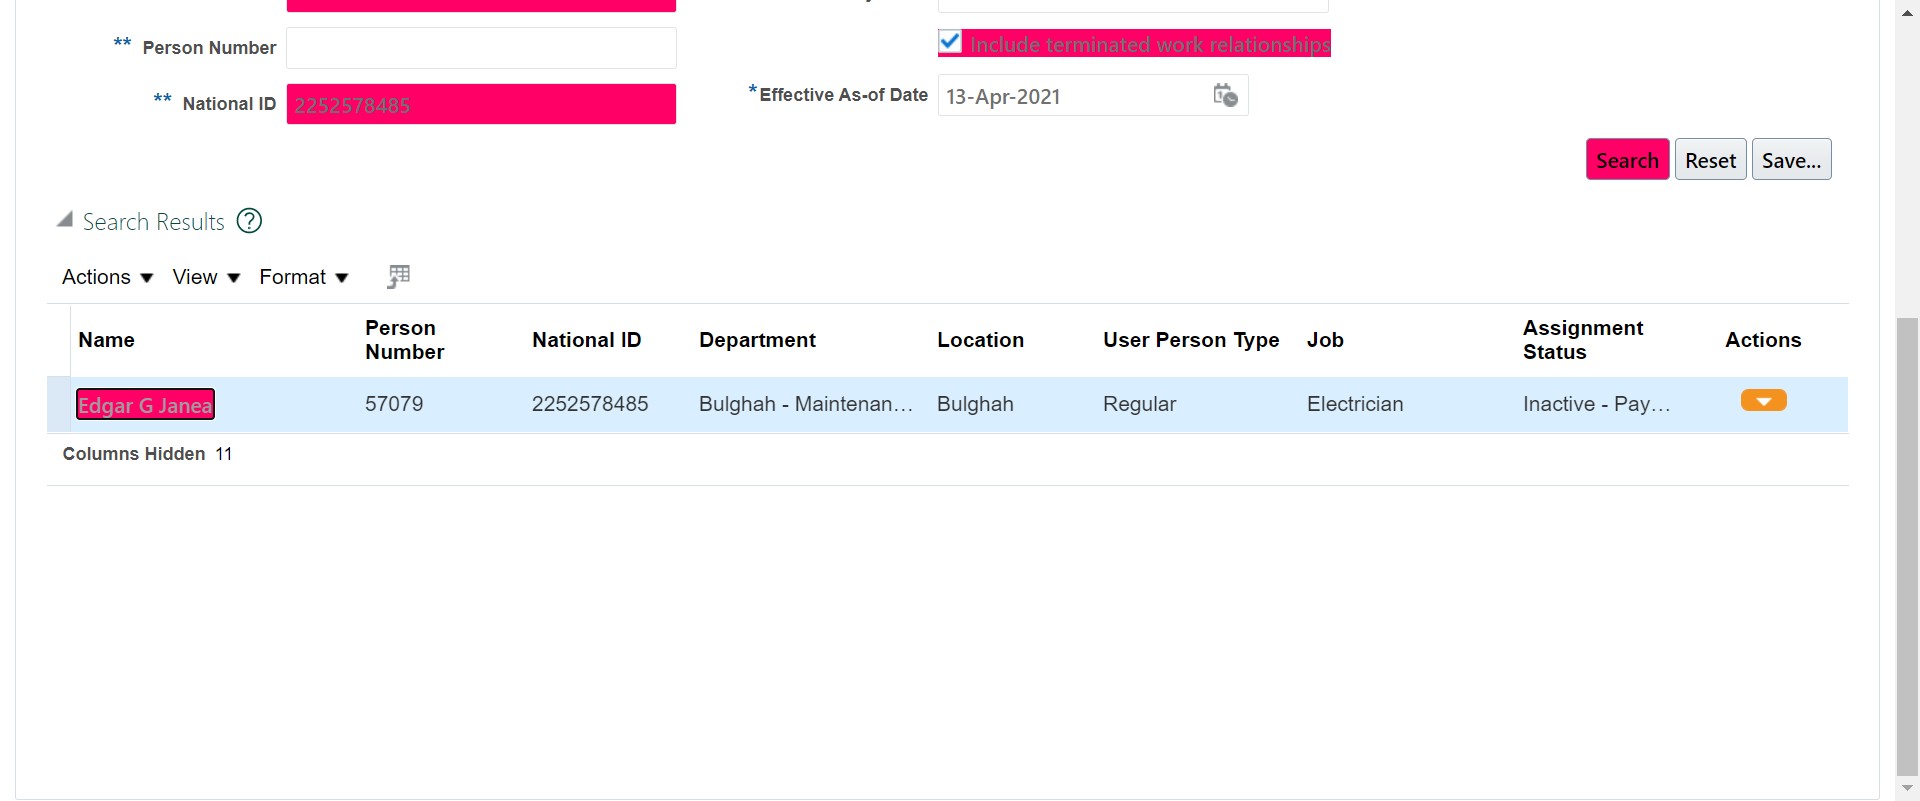 ** Person Number
Include terminated work relationships
** National ID 2252578485
*Effective As-of Date 13-Apr-2021
Search Reset Save...
Search Results ?
Actions View Format
Name Person Number National ID Department Location User Person Type Job Assignment Status Actions
Edgar G Janea 57079 2252578485 Bulghah - Maintenan... Bulghah Regular Electrician Inactive - Pay...
Columns Hidden 11